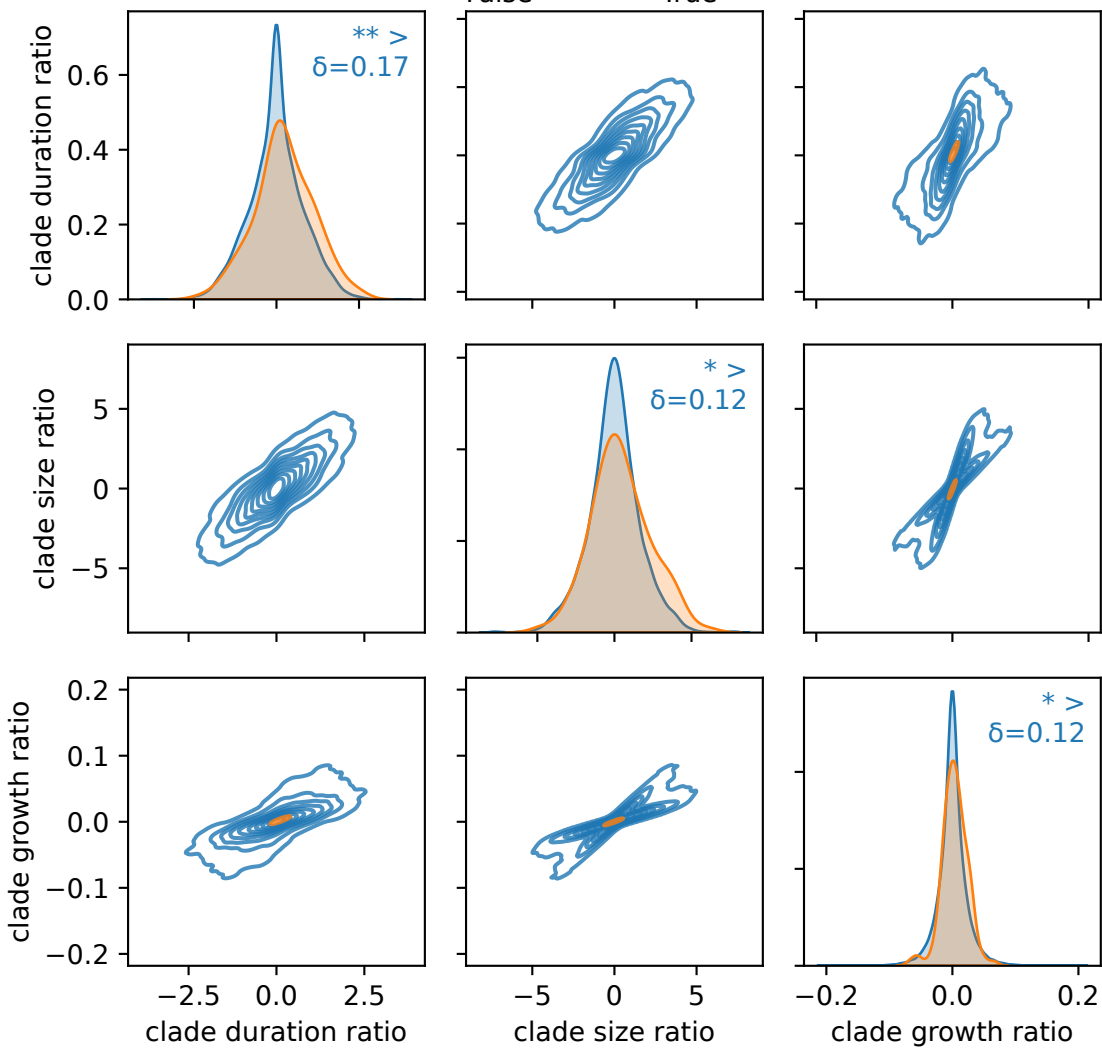 clade duration ratio
0.6
0.4
0.2
0.0
** >
δ=0.17
clade size ratio
5
0
−5
* >
δ=0.12
clade growth ratio
0.2
0.1
0.0
−0.1
−0.2
* >
δ=0.12
−2.5 0.0 2.5
−5 0 5
−0.2 0.0 0.2
clade duration ratio
clade size ratio
clade growth ratio